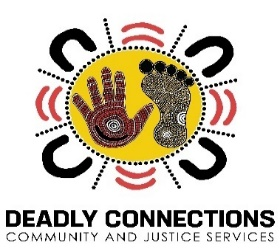 DEADLY CONNECTIONS
COMMUNITY AND JUSTICE SERVICES